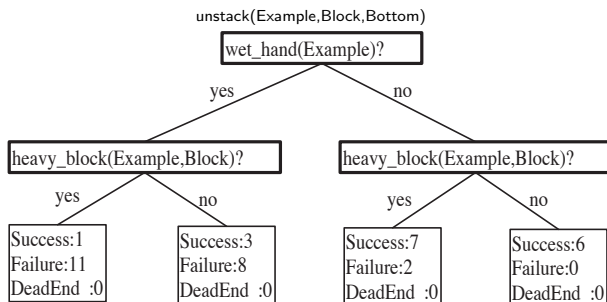 unstack(Example,Block,Bottom)
wet_hand(Example)?
yes
no
heavy_block(Example,Block)?
heavy_block(Example,Block)?
yes
no
yes
no
Success:1
Failure:11
DeadEnd :0
Success:3
Failure:8
DeadEnd :0
Success:7
Failure:2
DeadEnd :0
Success:6
Failure:0
DeadEnd :0